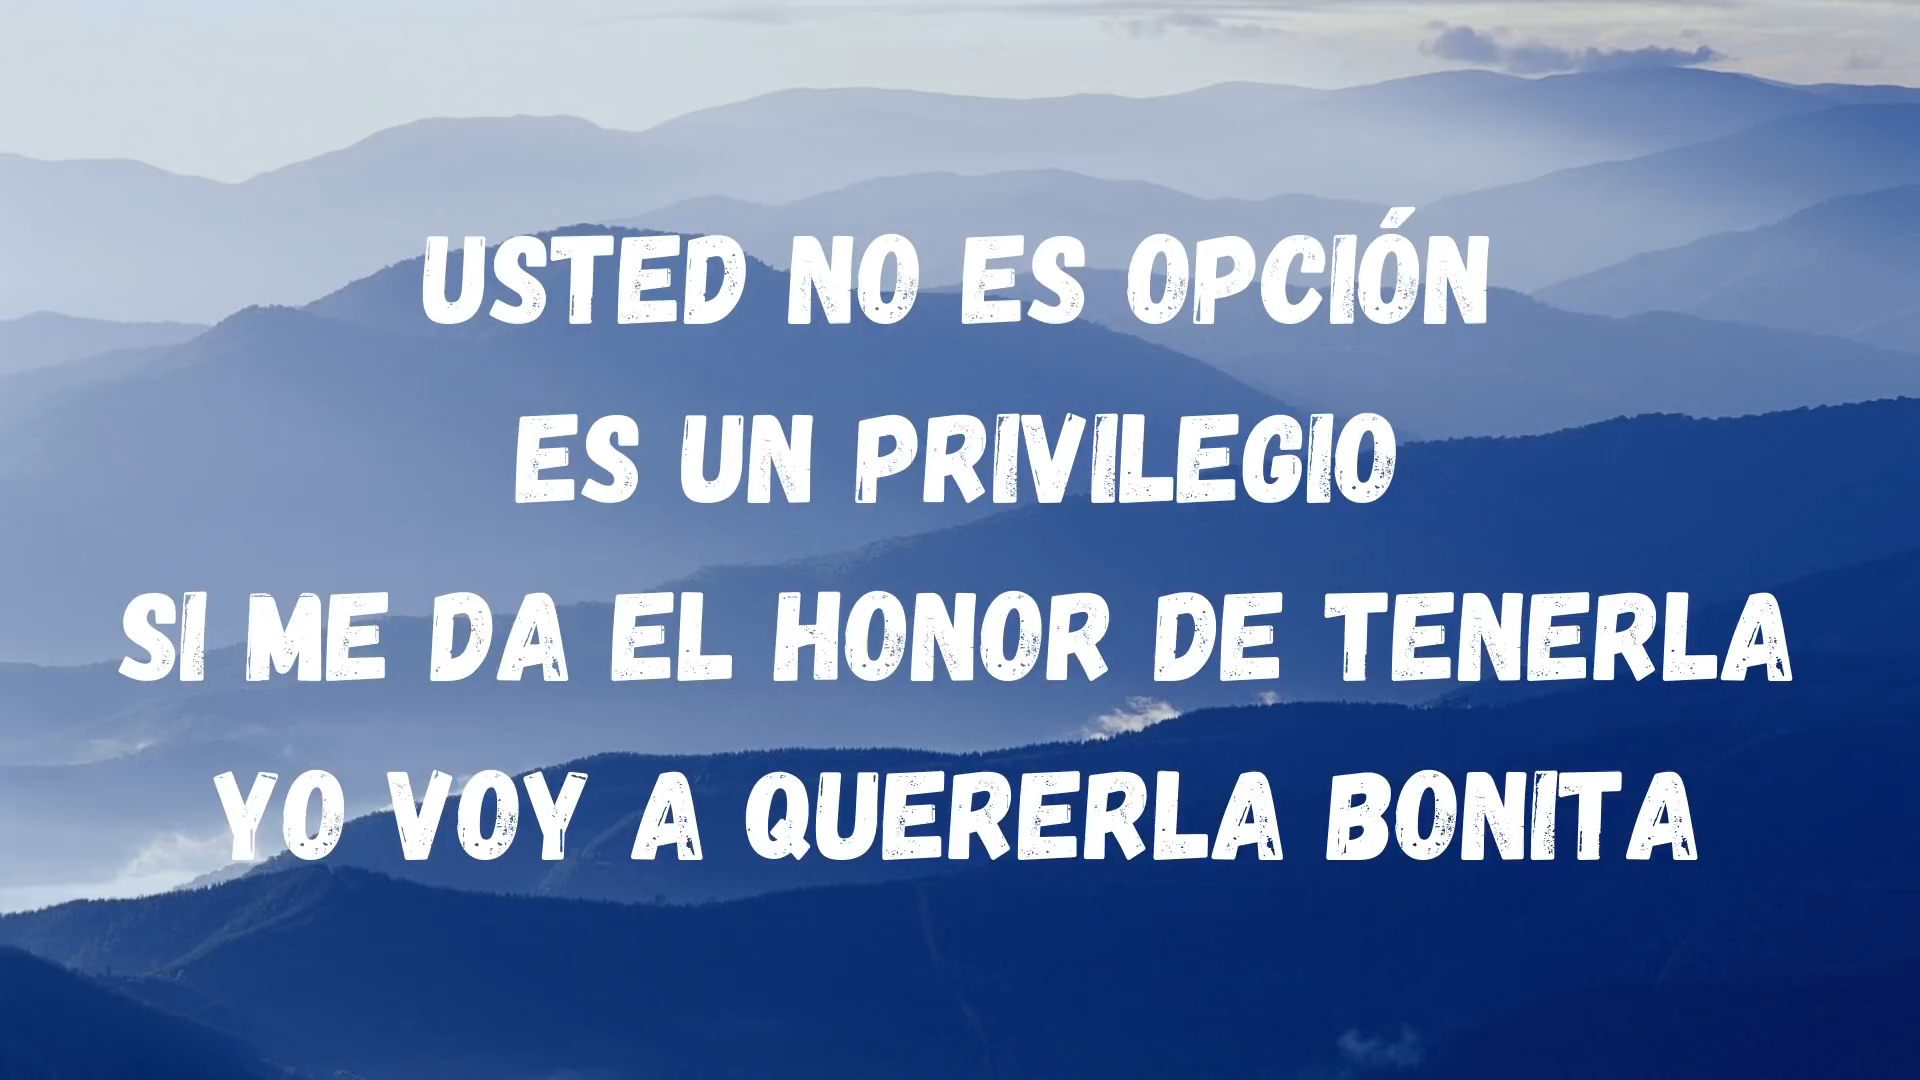 USTED NO ES OPCIÓN
ES UN PRIVILEGIO
SI ME DA EL HONOR DE TENERLA
YO VOY A QUERERLA BONITA